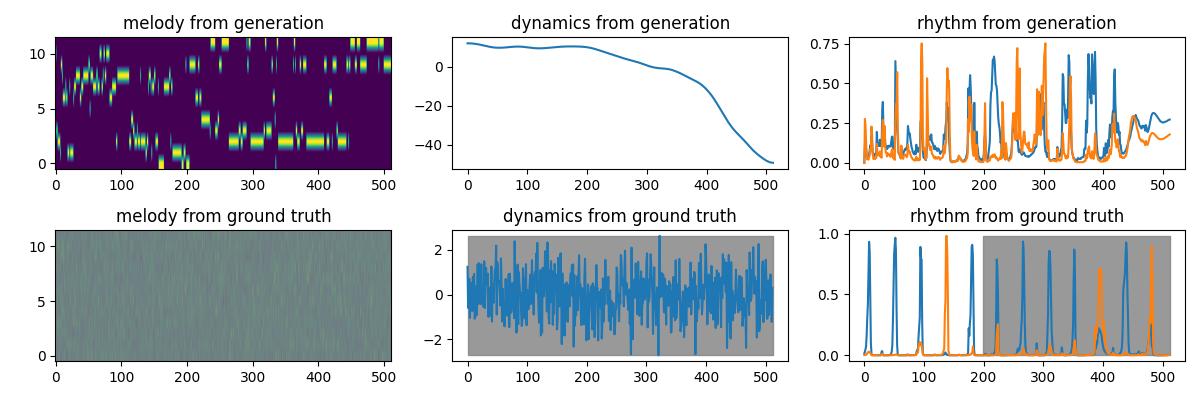 melody from generation
10
5
0
0 100 200 300 400 500
dynamics from generation
0
−20
−40
0 100 200 300 400 500
rhythm from generation
0.75
0.50
0.25
0.00
0 100 200 300 400 500
melody from ground truth
10
5
0
0 100 200 300 400 500
dynamics from ground truth
2
0
−2
0 100 200 300 400 500
rhythm from ground truth
1.0
0.5
0.0
0 100 200 300 400 500